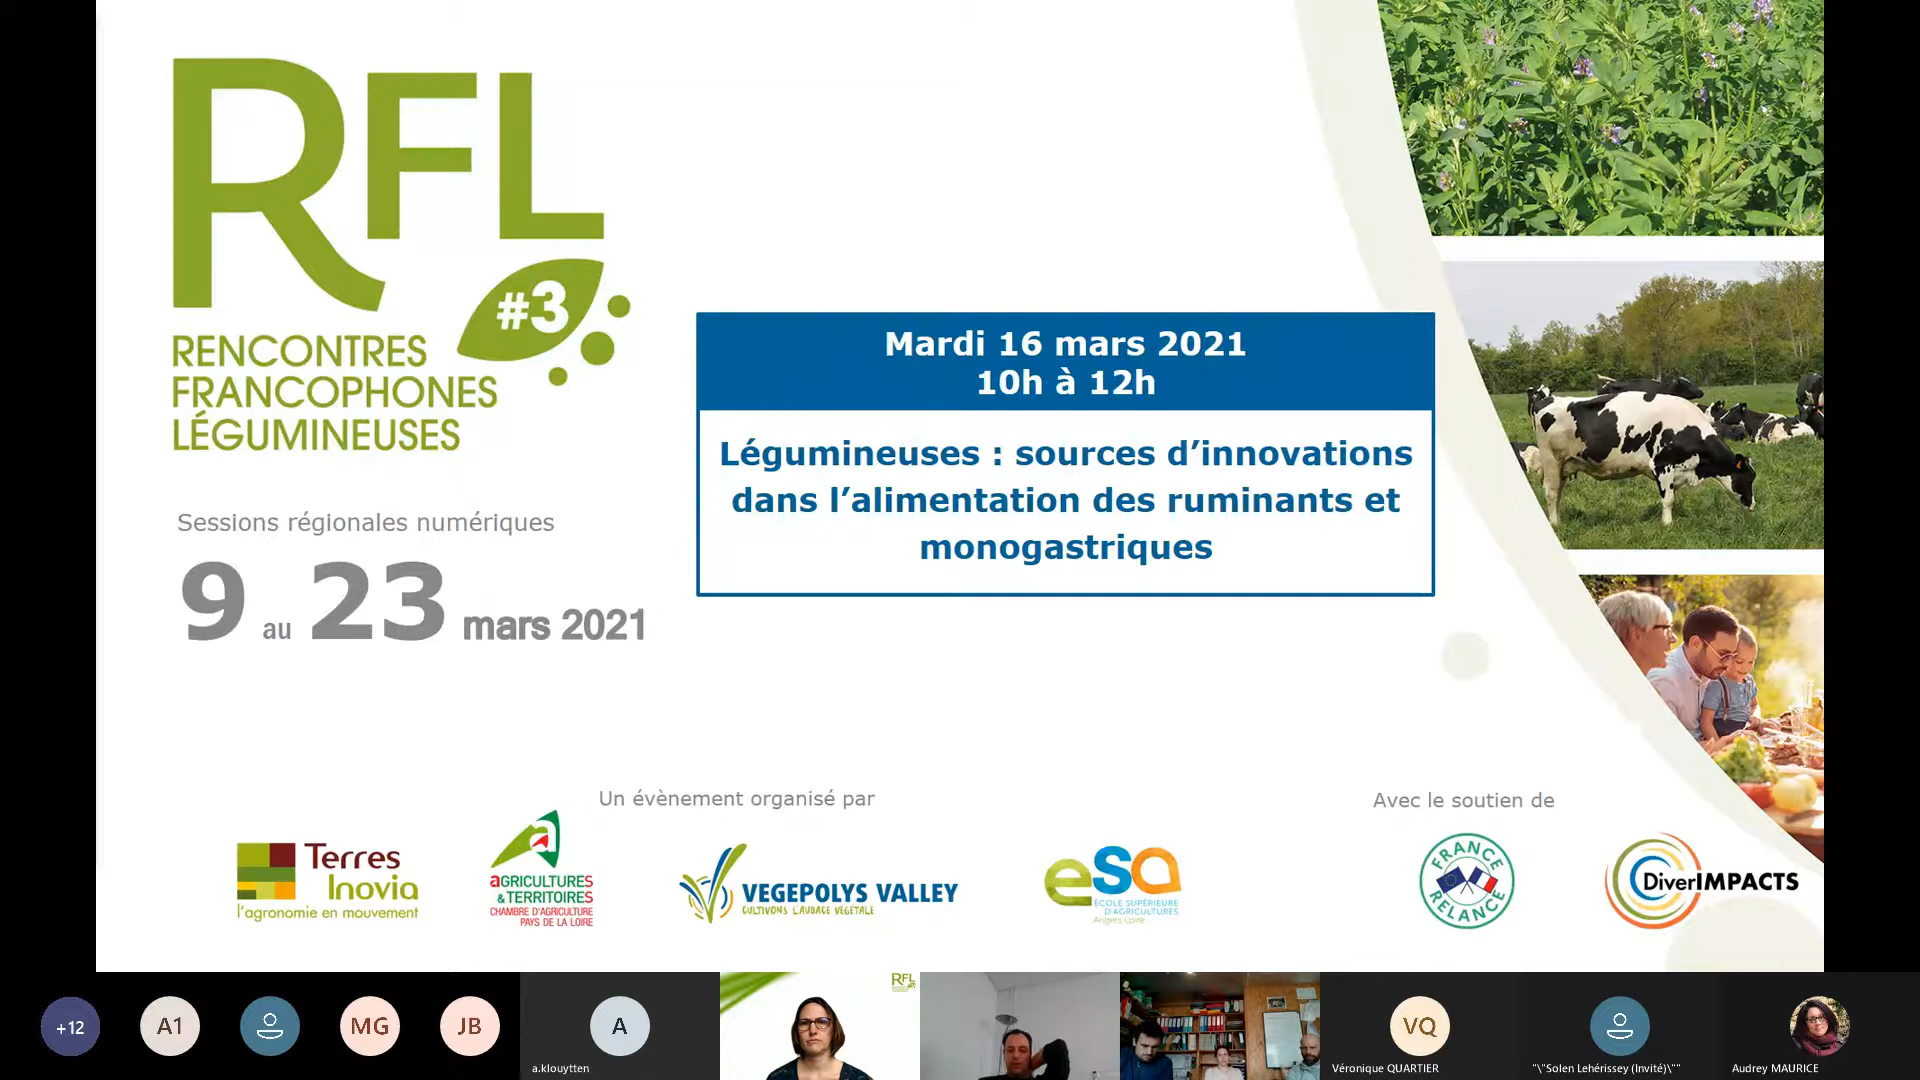 RFL
#3
RENCONTRES
FRANCOPHONES
LÉGUMINEUSES
Sessions régionales numériques
9 au 23 mars 2021
Mardi 16 mars 2021
10h à 12h
Légumineuses : sources d’innovations
dans l’alimentation des ruminants et
monogastriques
Un évènement organisé par
Avec le soutien de
Terres
Inovia
l'agronomie en mouvement
a
AGRICULTURES
& TERRITOIRES
CHAMBRE D'AGRICULTURE
PAYS DE LA LOIRE
VEGEPOLYS VALLEY
CULTIVONS L'AUDACE VÉGÉTALE
esa
ÉCOLE SUPÉRIEURE
D'AGRICULTURES
Angers Loire
FRANCE
RELANCE
DiverIMPACTS
+12
A1
MG
JB
A
a.klouytten
RFL
VQ
Véronique QUARTIER
"\"Solen Lehérissey (Invité)\""
Audrey MAURICE